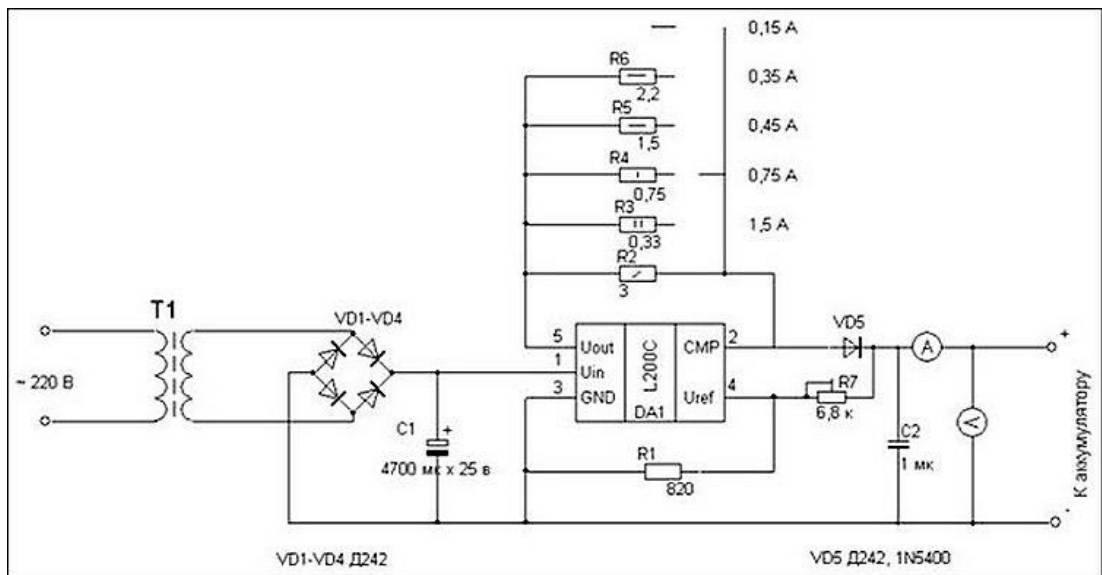 0,15 А
R6
2,2
0,35 А
R5
1,5
0,45 А
R4
0,75
0,75 А
R3
0,33
1,5 А
R2
3
T1
~ 220 В
VD1-VD4
C1
+
4700 мк x 25 в
5
1
3
Uout
Uin
GND
L200C
DA1
CMP
Uref
2
4
VD5
A
V
R7
6,8 к
C2
1 мк
R1
820
+
-
К аккумулятору
VD1-VD4 Д242
VD5 Д242, 1N5400